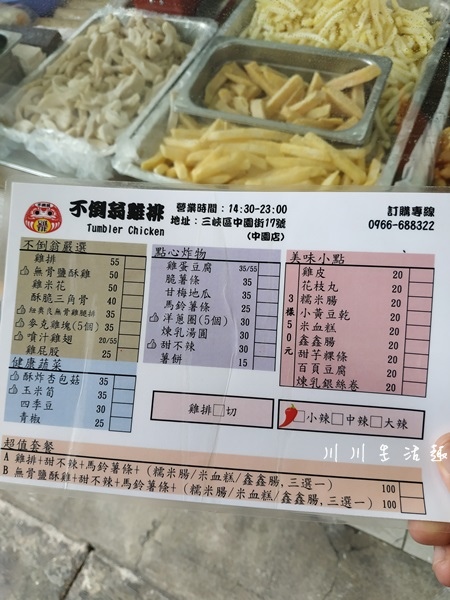 不倒翁雞排
Tumbler Chicken
營業時間：14:30-23:00
地址：三峽區中園街17號
(中園店)
訂購專線
0966-688322
不倒翁嚴選
雞排 55
無骨鹽酥雞 50
雞米花 50
酥脆三角骨 40
麥克雞塊(5個) 35
噴汁雞翅 20/55
雞屁股 25
健康蔬菜
酥炸杏包菇 35
玉米筍 35
四季豆 30
青椒 25
點心炸物
雞蛋豆腐 35/55
脆薯條 35
甘梅地瓜 35
馬鈴薯條 25
洋蔥圈(5個) 35
煉乳湯圓 30
甜不辣 30
薯餅 15
美味小點
3樣50元
雞皮 20
花枝丸 20
糯米腸 20
小黃豆乾 20
米血糕 20
鑫鑫腸 20
甜芋粿條 20
百頁豆腐 20
煉乳銀絲卷 20
雞排□切
□小辣□中辣□大辣
超值套餐
A 雞排+甜不辣+馬鈴薯條+(糯米腸/米血糕/鑫鑫腸,三選一) 100
B 無骨鹽酥雞+甜不辣+馬鈴薯條+(糯米腸/米血糕/鑫鑫腸,三選一) 100
川川生活趣